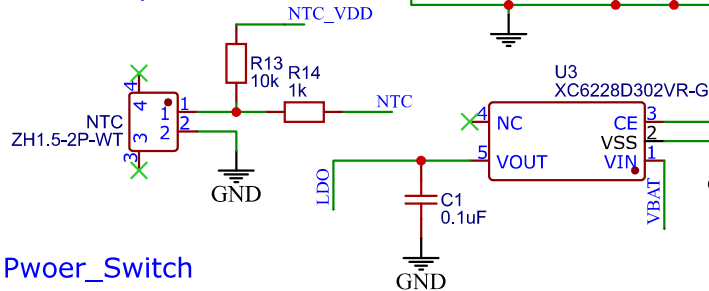 NTC_VDD
R13
10k
R14
1k
NTC
4
4
1
1
2
2
3
3
NTC
ZH1.5-2P-WT
GND
U3
XC6228D302VR-G
4
NC
CE
3
VSS
2
5
VOUT
VIN
1
LDO
VBAT
C1
0.1uF
GND
Pwoer_Switch